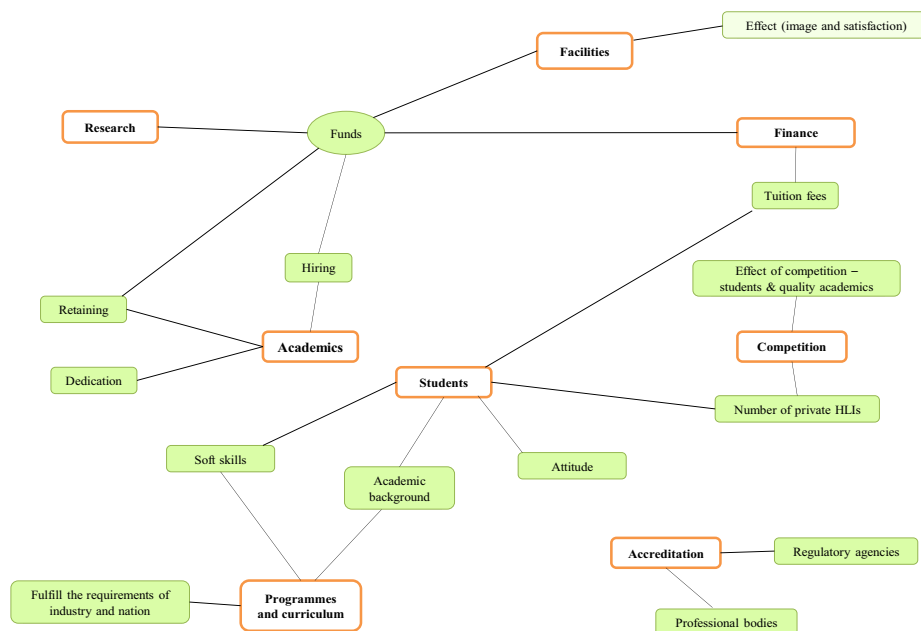 Effect (image and satisfaction)
Facilities
Research
Funds
Finance
Tuition fees
Hiring
Effect of competition –
students & quality academics
Retaining
Academics
Competition
Dedication
Students
Number of private HLIs
Soft skills
Academic
background
Attitude
Accreditation
Regulatory agencies
Fulfill the requirements of
industry and nation
Programmes
and curriculum
Professional bodies